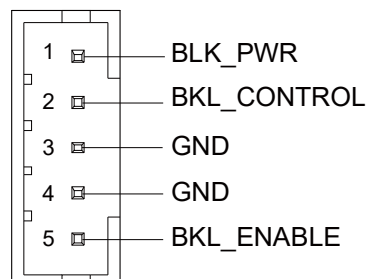 1 BLK_PWR
2 BKL_CONTROL
3 GND
4 GND
5 BKL_ENABLE